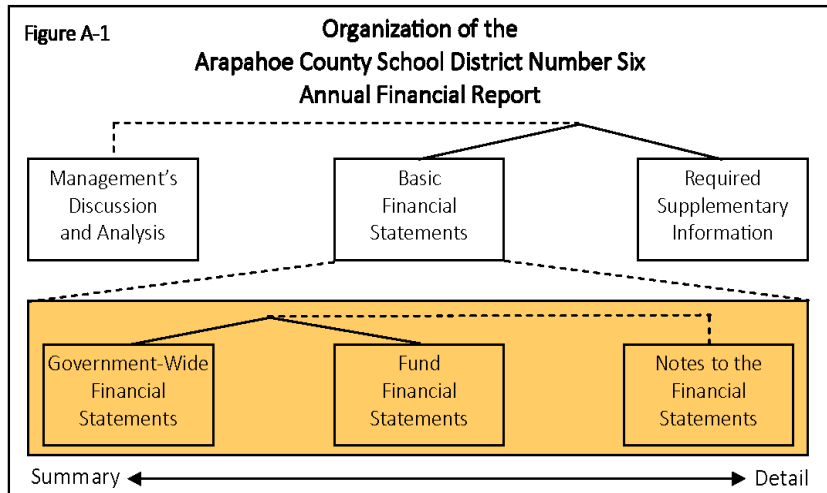 Figure A-1
Organization of the
Arapahoe County School District Number Six
Annual Financial Report
Management's
Discussion
and Analysis
Basic
Financial
Statements
Required
Supplementary
Information
Government-Wide
Financial
Statements
Fund
Financial
Statements
Notes to the
Financial
Statements
Summary
Detail